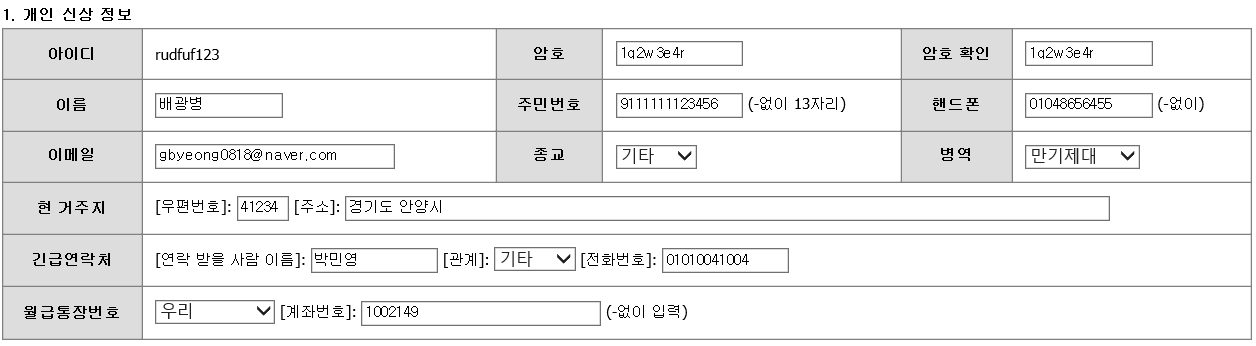 1. 개인 신상 정보
아이디 rudfuf123 암호 1q2w3e4r 암호 확인 1q2w3e4r
이름 배광병 주민번호 9111111123456 (-없이 13자리) 핸드폰 01048656455 (-없이)
이메일 gbyeong0818@naver.com 종교 기타 병역 만기제대
현 거주지 [우편번호]: 41234 [주소]: 경기도 안양시
긴급연락처 [연락 받을 사람 이름]: 박민영 [관계]: 기타 [전화번호]: 01010041004
월급통장번호 우리 [계좌번호]: 1002149 (-없이 입력)